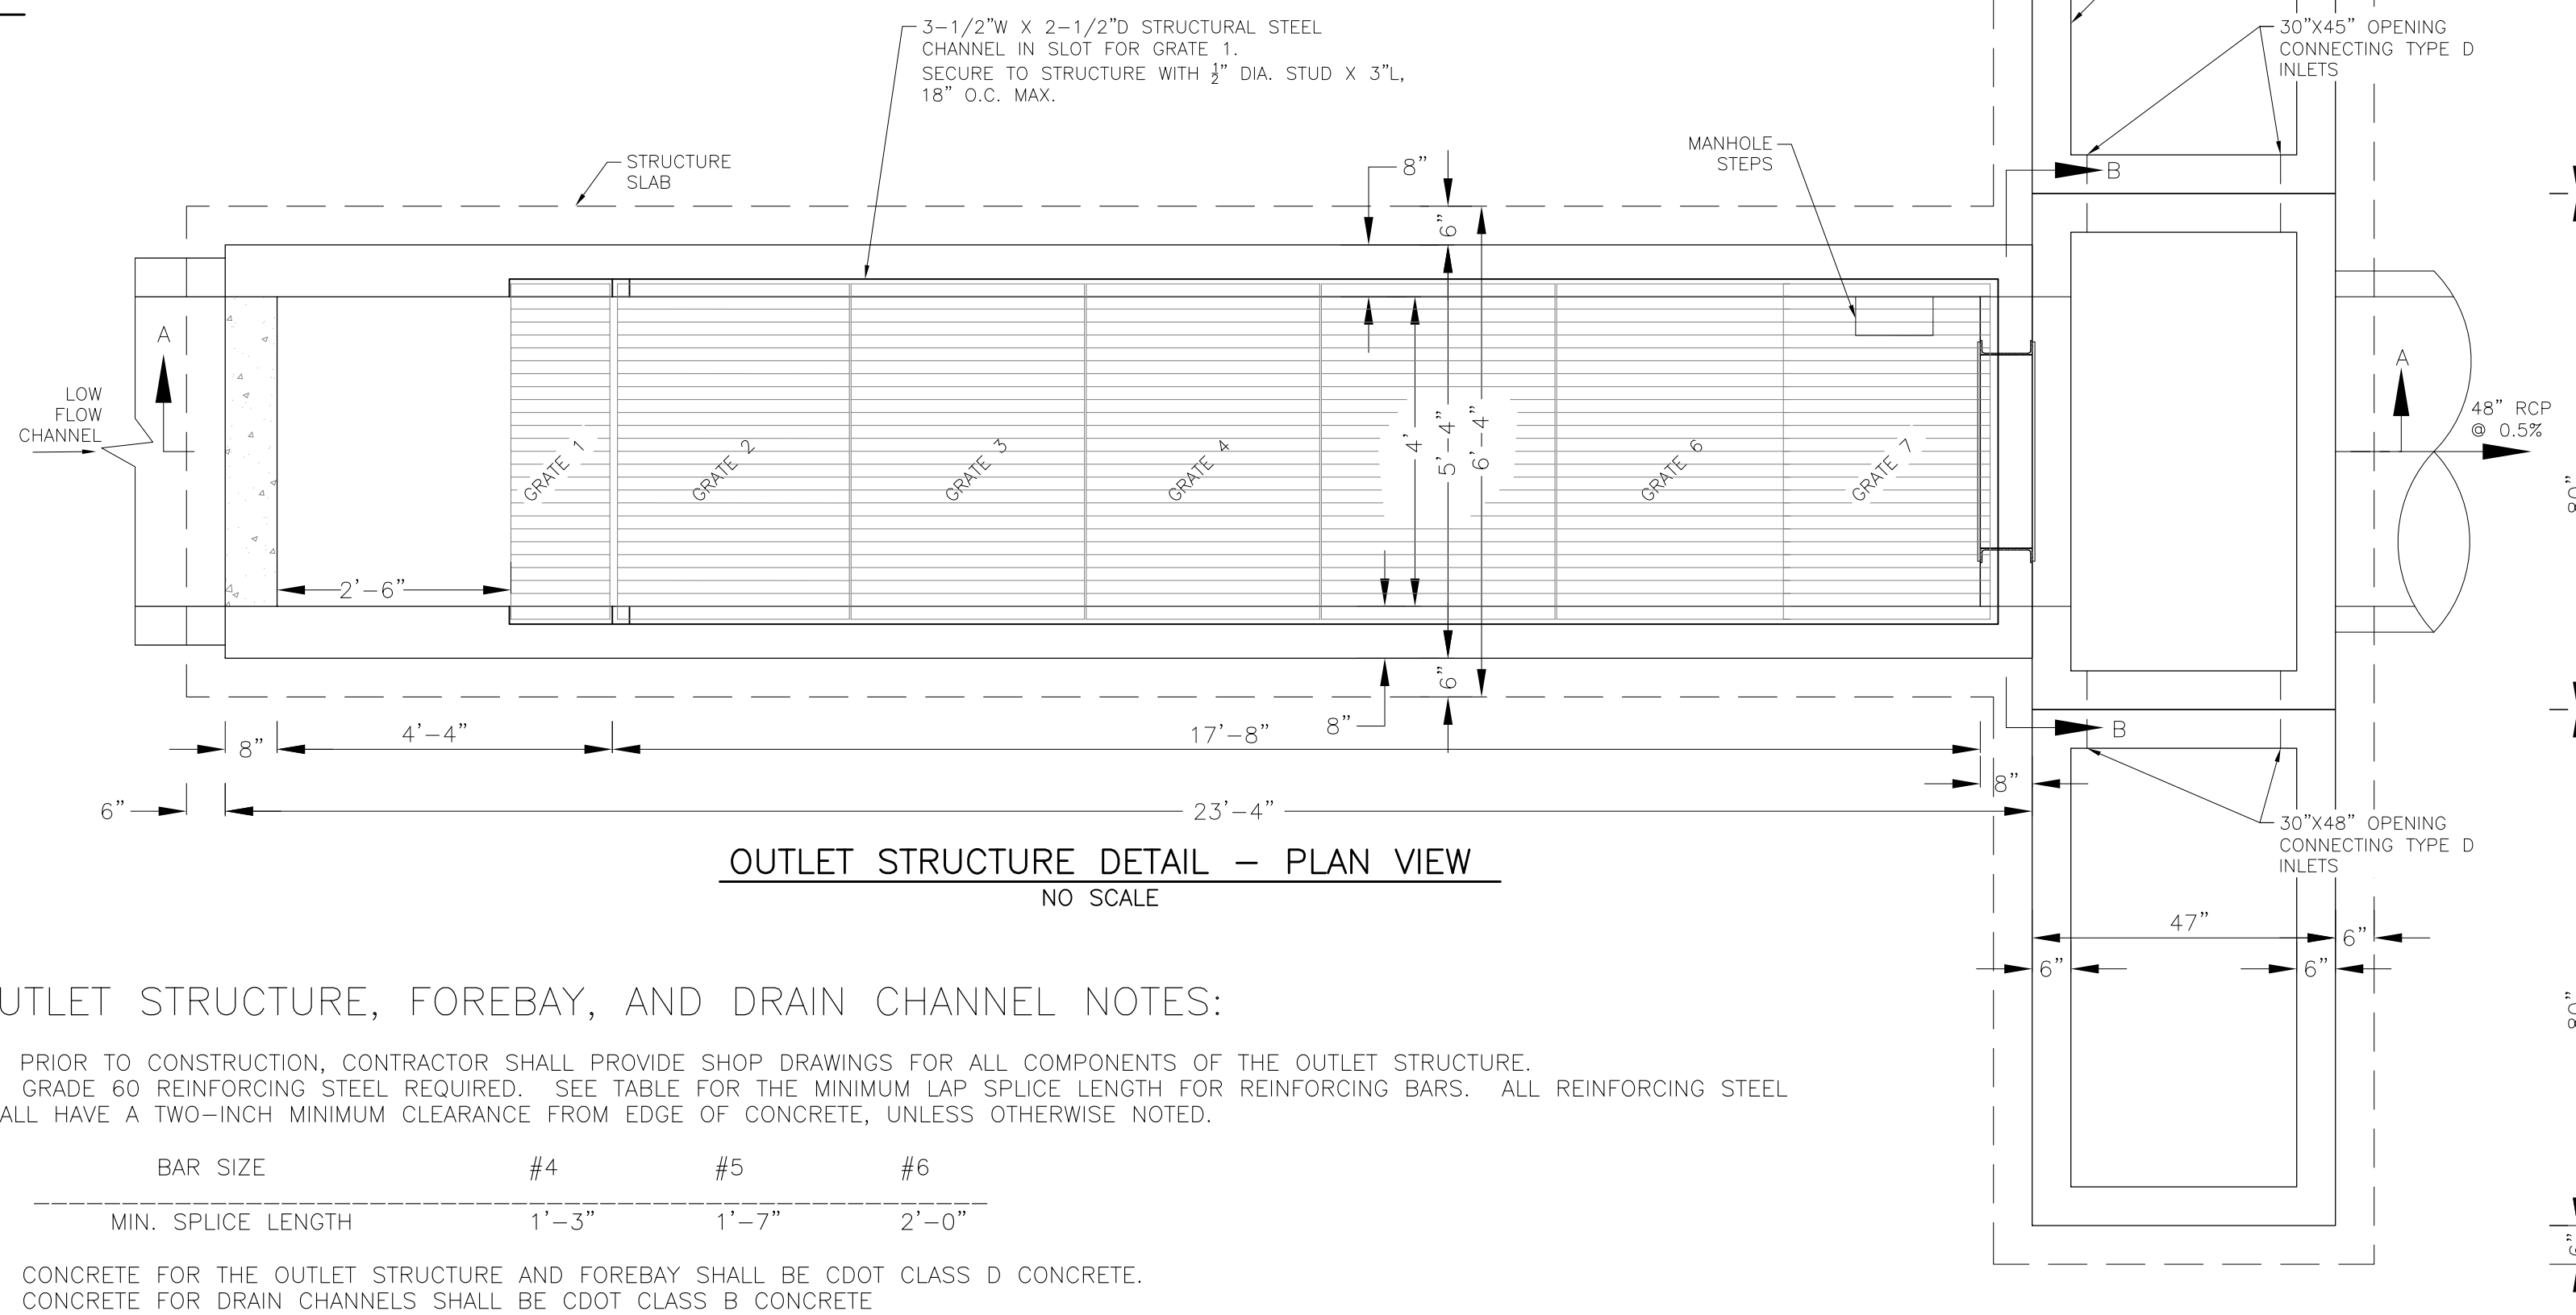 3-1/2"W X 2-1/2"D STRUCTURAL STEEL
CHANNEL IN SLOT FOR GRATE 1.
SECURE TO STRUCTURE WITH ½" DIA. STUD X 3"L,
18" O.C. MAX.
30"X45" OPENING
CONNECTING TYPE D
INLETS
STRUCTURE
SLAB
MANHOLE
STEPS
8"
6"
B
A
LOW
FLOW
CHANNEL
GRATE 1
GRATE 2
GRATE 3
GRATE 4
4'
5'-4"
6'-4"
GRATE 6
GRATE 7
A
48" RCP
@ 0.5%
80"
2'-6"
6"
8"
B
8"
4'-4"
17'-8"
8"
6"
23'-4"
30"X48" OPENING
CONNECTING TYPE D
INLETS
OUTLET STRUCTURE DETAIL - PLAN VIEW
NO SCALE
47"
6"
6"
6"
80"
6"
UTLET STRUCTURE, FOREBAY, AND DRAIN CHANNEL NOTES:
PRIOR TO CONSTRUCTION, CONTRACTOR SHALL PROVIDE SHOP DRAWINGS FOR ALL COMPONENTS OF THE OUTLET STRUCTURE.
GRADE 60 REINFORCING STEEL REQUIRED. SEE TABLE FOR THE MINIMUM LAP SPLICE LENGTH FOR REINFORCING BARS. ALL REINFORCING STEEL
ALL HAVE A TWO-INCH MINIMUM CLEARANCE FROM EDGE OF CONCRETE, UNLESS OTHERWISE NOTED.
BAR SIZE #4 #5 #6
MIN. SPLICE LENGTH 1'-3" 1'-7" 2'-0"
CONCRETE FOR THE OUTLET STRUCTURE AND FOREBAY SHALL BE CDOT CLASS D CONCRETE.
CONCRETE FOR DRAIN CHANNELS SHALL BE CDOT CLASS B CONCRETE